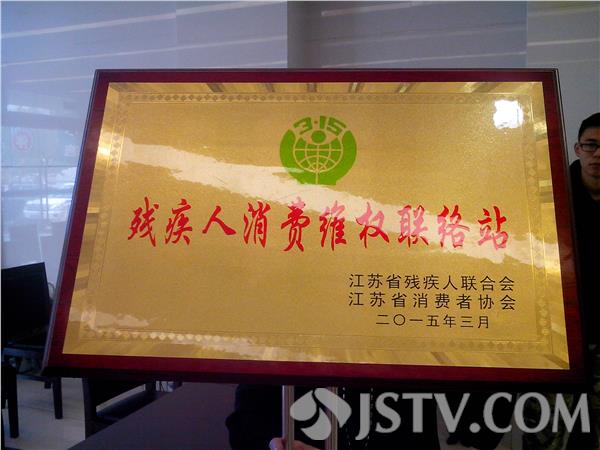 3·15
残疾人消费维权联络站
江苏省残疾人联合会
江苏省消费者协会
二〇一五年三月
JSTV.COM